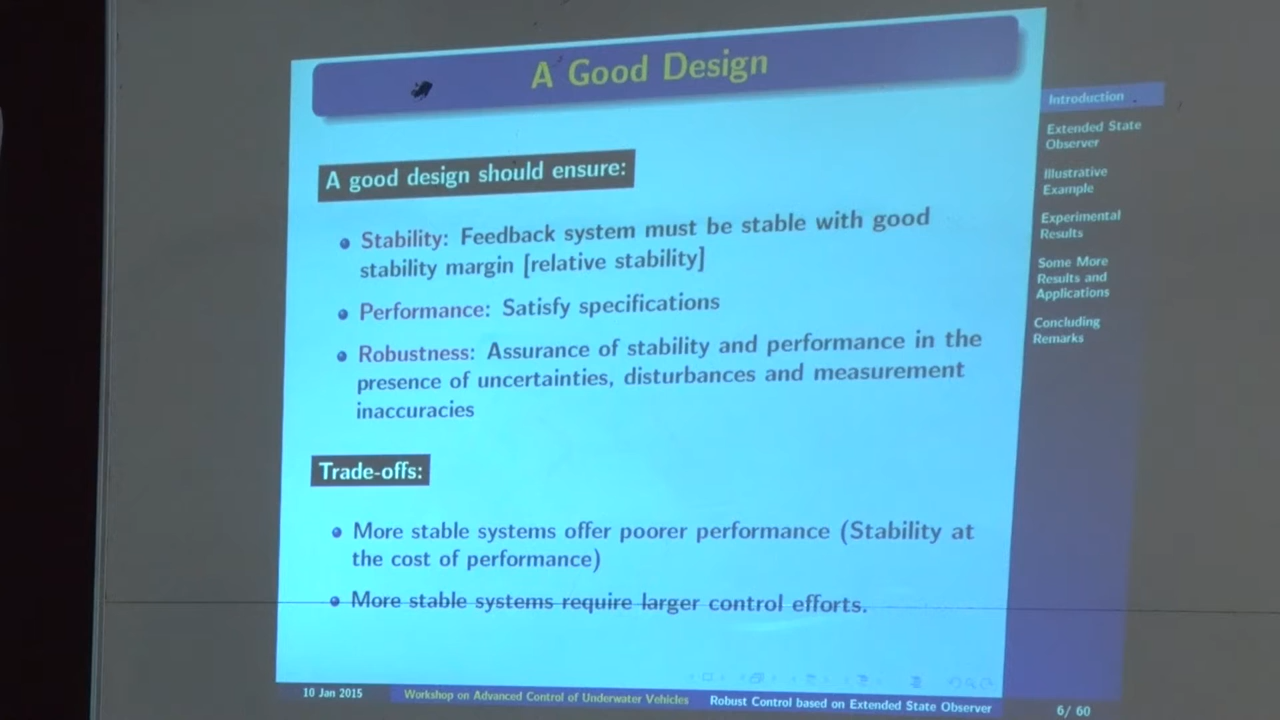 A Good Design
A good design should ensure:
Stability: Feedback system must be stable with good
stability margin [relative stability]
Performance: Satisfy specifications
Robustness: Assurance of stability and performance in the
presence of uncertainties, disturbances and measurement
inaccuracies
Trade-offs:
More stable systems offer poorer performance (Stability at
the cost of performance)
More stable systems require larger control efforts.
Introduction
Extended State
Observer
Illustrative
Example
Experimental
Results
Some More
Results and
Applications
Concluding
Remarks
10 Jan 2015
Workshop on Advanced Control of Underwater Vehicles
Robust Control based on Extended State Observer
6/ 60